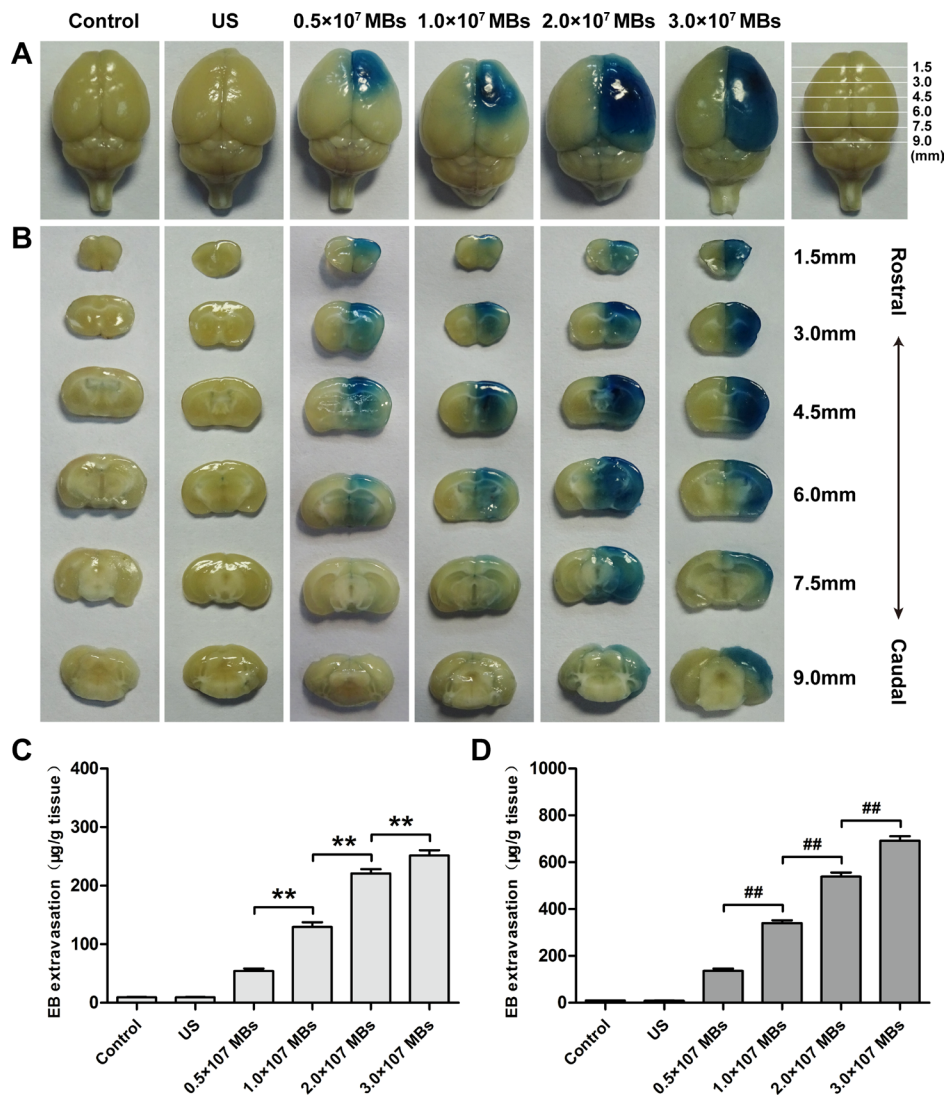 Control US 0.5×10⁷ MBs 1.0×10⁷ MBs 2.0×10⁷ MBs 3.0×10⁷ MBs
A
1.5
3.0
4.5
6.0
7.5
9.0
(mm)
B
1.5mm
3.0mm
4.5mm
6.0mm
7.5mm
9.0mm
Rostral
Caudal
C
EB extravasation (μg/g tissue)
400
300
200
100
0
**
**
**
Control
US
0.5×107 MBs
1.0×107 MBs
2.0×107 MBs
3.0×107 MBs
D
EB extravasation (μg/g tissue)
1000
800
600
400
200
0
##
##
##
Control
US
0.5×107 MBs
1.0×107 MBs
2.0×107 MBs
3.0×107 MBs